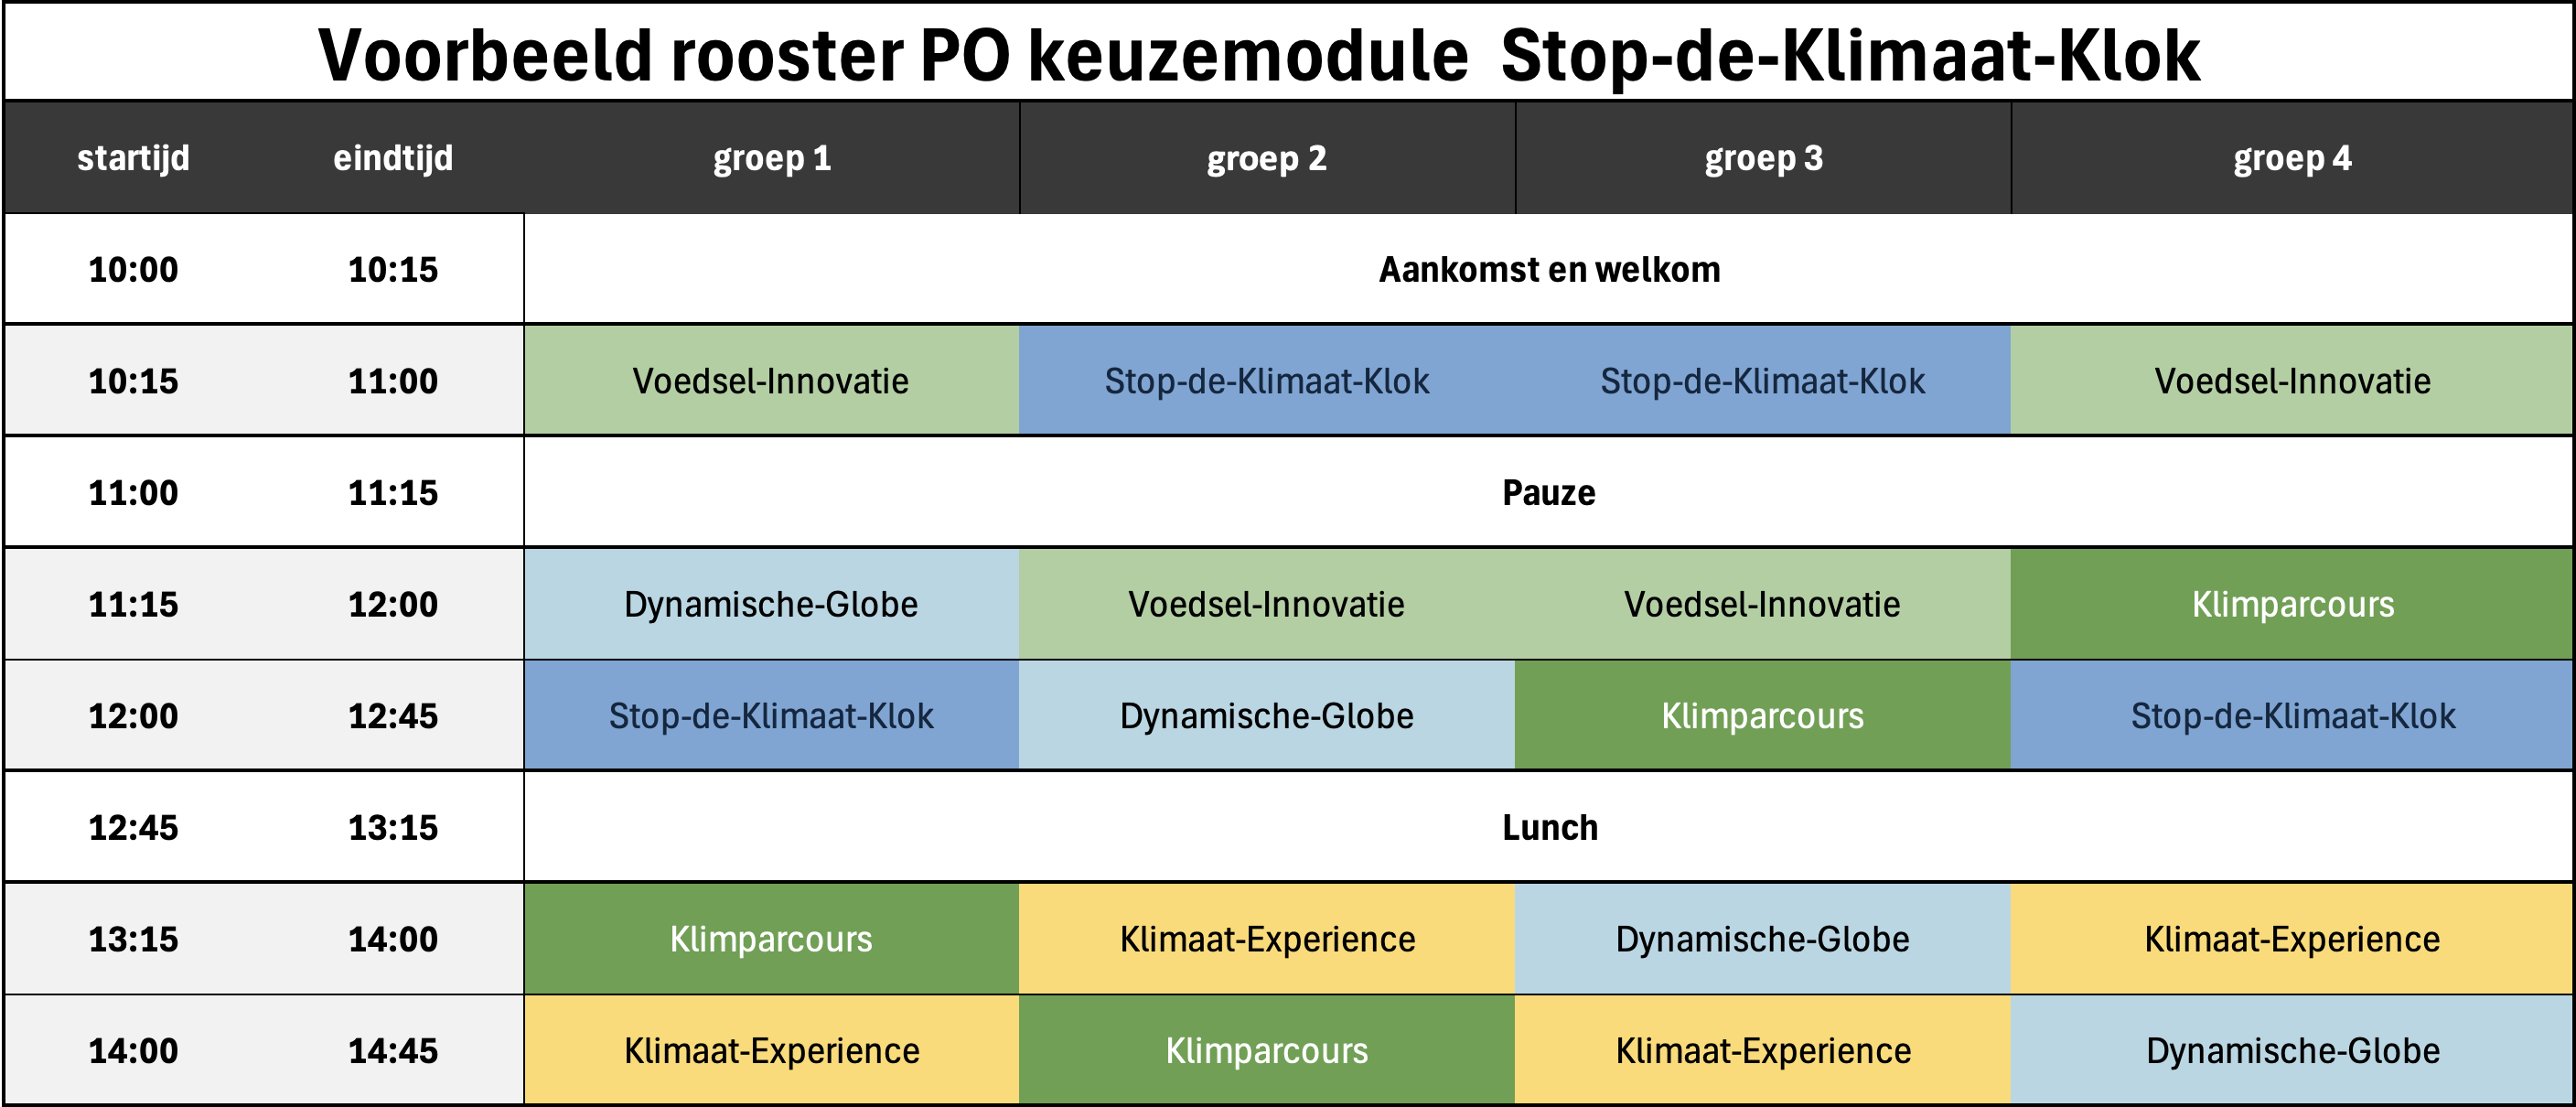 Voorbeeld rooster PO keuzemodule Stop-de-Klimaat-Klok
startijd eindtijd groep 1 groep 2 groep 3 groep 4
10:00 10:15 Aankomst en welkom
10:15 11:00 Voedsel-Innovatie Stop-de-Klimaat-Klok Stop-de-Klimaat-Klok Voedsel-Innovatie
11:00 11:15 Pauze
11:15 12:00 Dynamische-Globe Voedsel-Innovatie Voedsel-Innovatie Klimparcours
12:00 12:45 Stop-de-Klimaat-Klok Dynamische-Globe Klimparcours Stop-de-Klimaat-Klok
12:45 13:15 Lunch
13:15 14:00 Klimparcours Klimaat-Experience Dynamische-Globe Klimaat-Experience
14:00 14:45 Klimaat-Experience Klimparcours Klimaat-Experience Dynamische-Globe